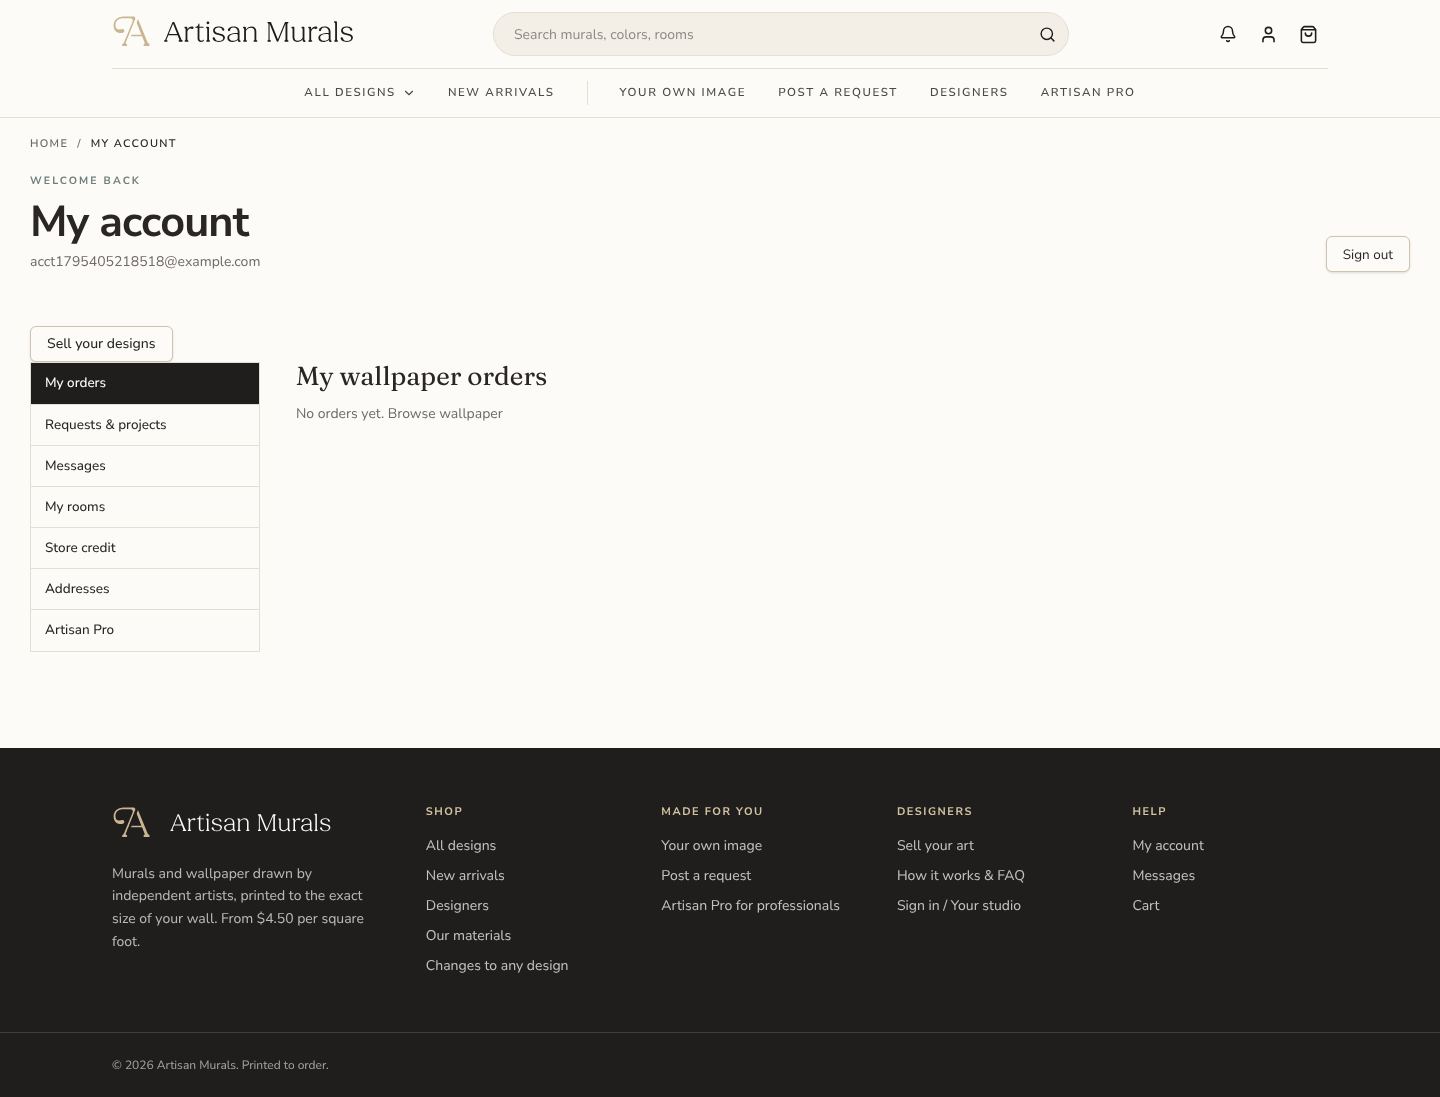 Artisan Murals
Search murals, colors, rooms
ALL DESIGNS NEW ARRIVALS YOUR OWN IMAGE POST A REQUEST DESIGNERS ARTISAN PRO
HOME / MY ACCOUNT
WELCOME BACK
My account
acct1795405218518@example.com
Sign out
Sell your designs
My orders
Requests & projects
Messages
My rooms
Store credit
Addresses
Artisan Pro
My wallpaper orders
No orders yet. Browse wallpaper
Artisan Murals
Murals and wallpaper drawn by
independent artists, printed to the exact
size of your wall. From $4.50 per square
foot.
SHOP
All designs
New arrivals
Designers
Our materials
Changes to any design
MADE FOR YOU
Your own image
Post a request
Artisan Pro for professionals
DESIGNERS
Sell your art
How it works & FAQ
Sign in / Your studio
HELP
My account
Messages
Cart
© 2026 Artisan Murals. Printed to order.